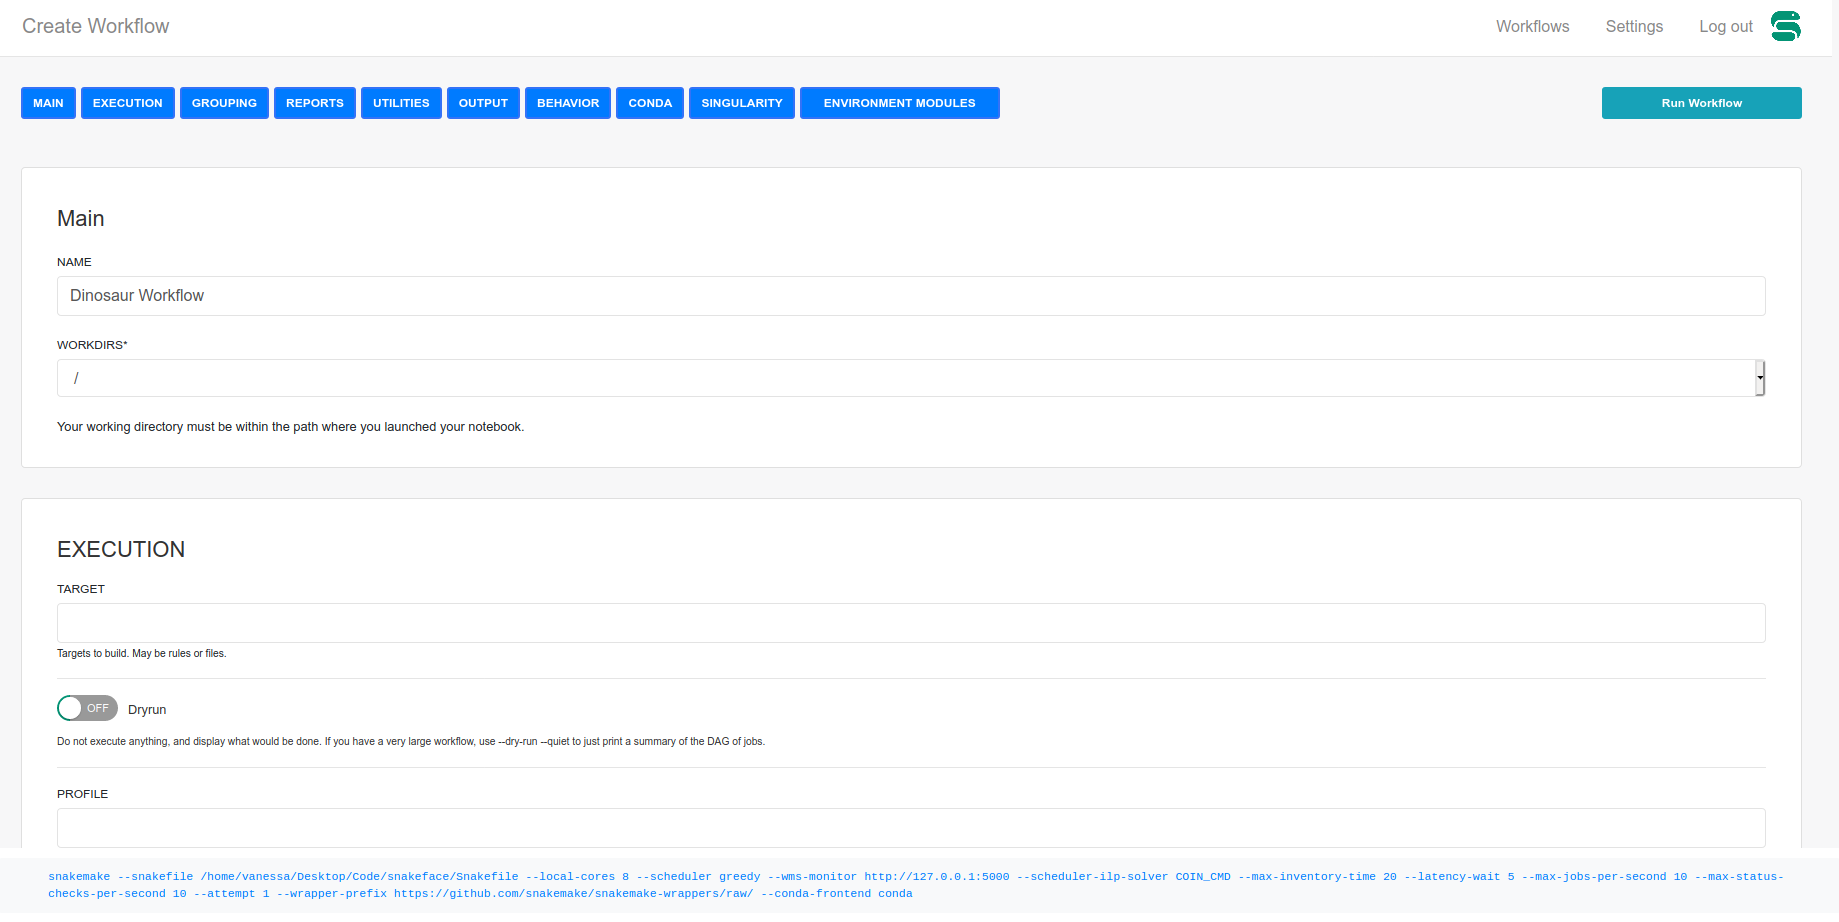 Create Workflow
Workflows Settings Log out
MAIN EXECUTION GROUPING REPORTS UTILITIES OUTPUT BEHAVIOR CONDA SINGULARITY ENVIRONMENT MODULES Run Workflow
Main
NAME
Dinosaur Workflow
WORKDIRS*
/
Your working directory must be within the path where you launched your notebook.
EXECUTION
TARGET
Targets to build. May be rules or files.
OFF Dryrun
Do not execute anything, and display what would be done. If you have a very large workflow, use --dry-run --quiet to just print a summary of the DAG of jobs.
PROFILE
snakemake --snakefile /home/vanessa/Desktop/Code/snakeface/Snakefile --local-cores 8 --scheduler greedy --wms-monitor http://127.0.0.1:5000 --scheduler-ilp-solver COIN_CMD --max-inventory-time 20 --latency-wait 5 --max-jobs-per-second 10 --max-status-
checks-per-second 10 --attempt 1 --wrapper-prefix https://github.com/snakemake/snakemake-wrappers/raw/ --conda-frontend conda